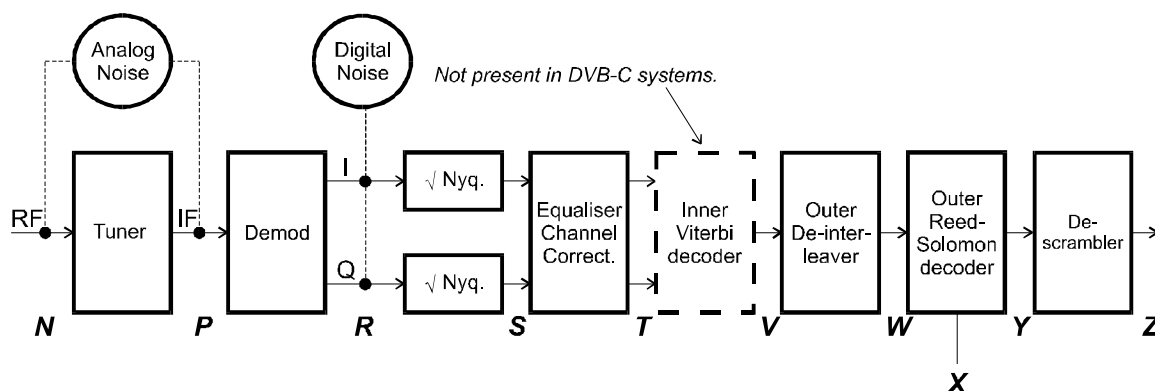 Analog
Noise
Digital
Noise
Not present in DVB-C systems.
RF
Tuner
IF
Demod
I
Q
√ Nyq.
√ Nyq.
Equaliser
Channel
Correct.
Inner
Viterbi
decoder
Outer
De-inter-
leaver
Outer
Reed-
Solomon
decoder
De-
scrambler
N
P
R
S
T
V
W
X
Y
Z